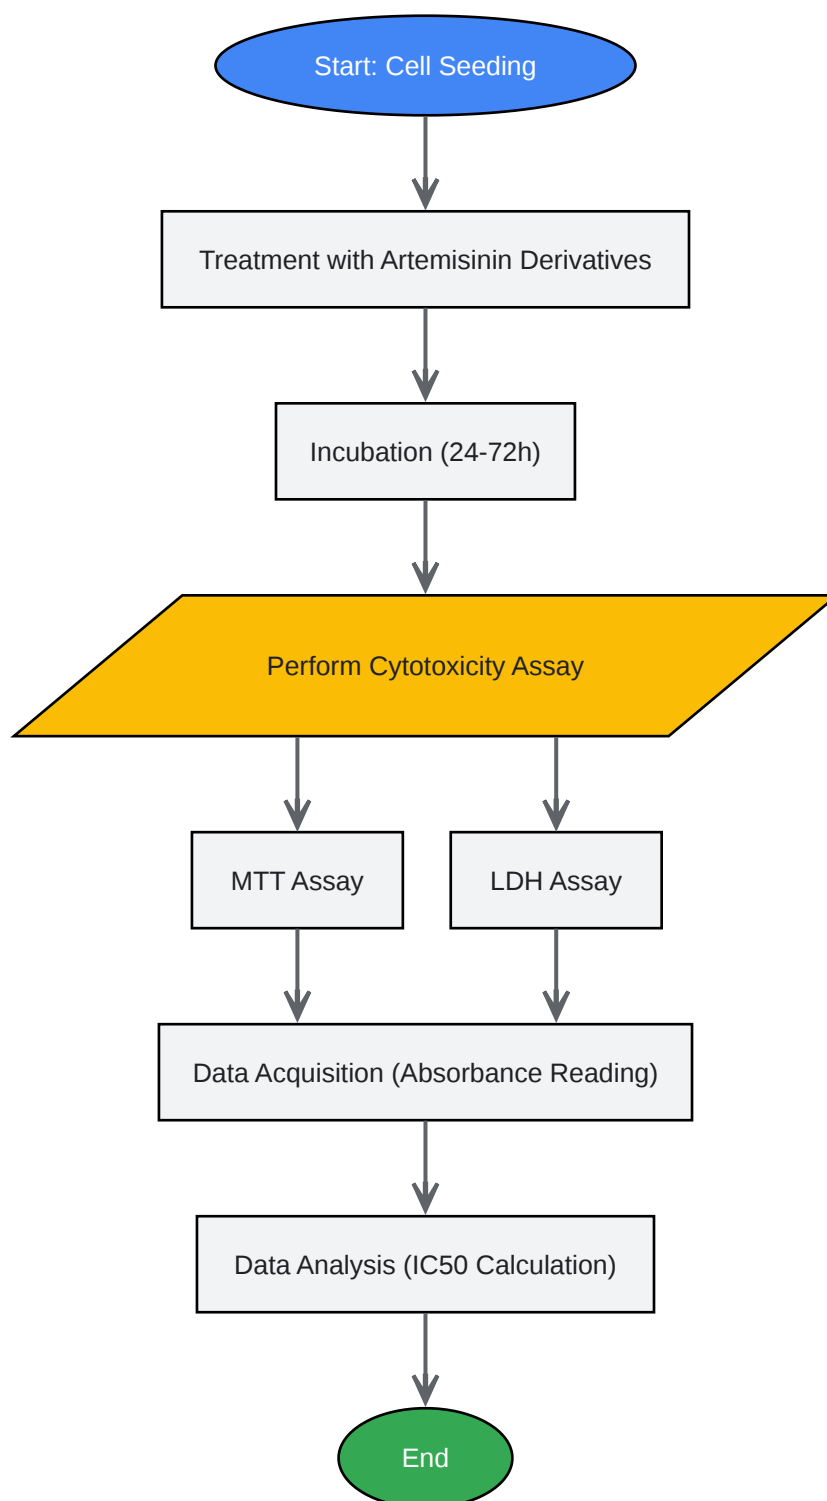 Start: Cell Seeding
Treatment with Artemisinin Derivatives
Incubation (24-72h)
Perform Cytotoxicity Assay
MTT Assay
LDH Assay
Data Acquisition (Absorbance Reading)
Data Analysis (IC50 Calculation)
End